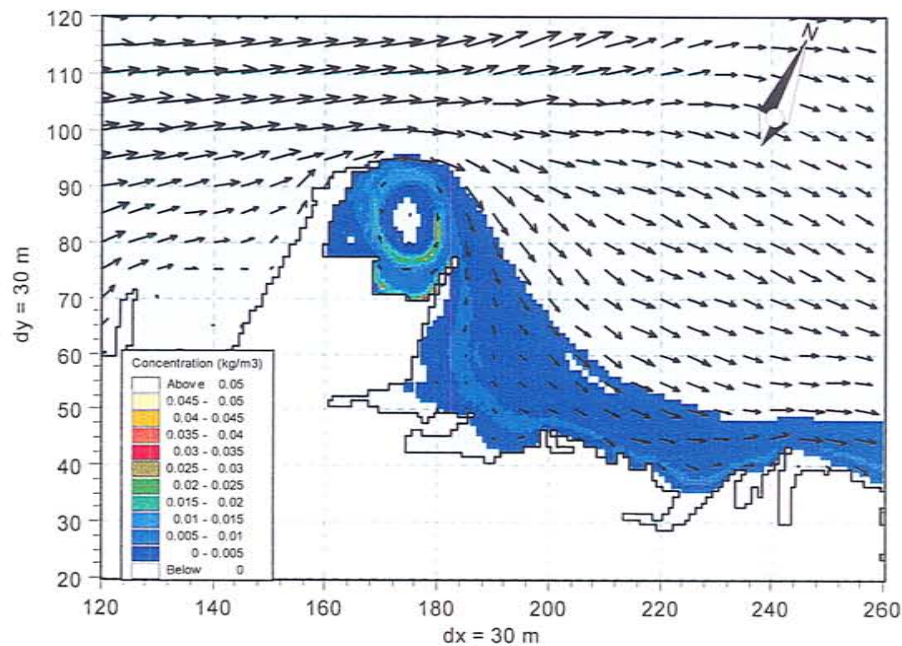 120
110
100
90
80
70
60
50
40
30
20
dy = 30 m
N
Concentration (kg/m3)
Above 0.05
0.045 - 0.05
0.04 - 0.045
0.035 - 0.04
0.03 - 0.035
0.025 - 0.03
0.02 - 0.025
0.015 - 0.02
0.01 - 0.015
0.005 - 0.01
0 - 0.005
Below 0
120 140 160 180 200 220 240 260
dx = 30 m